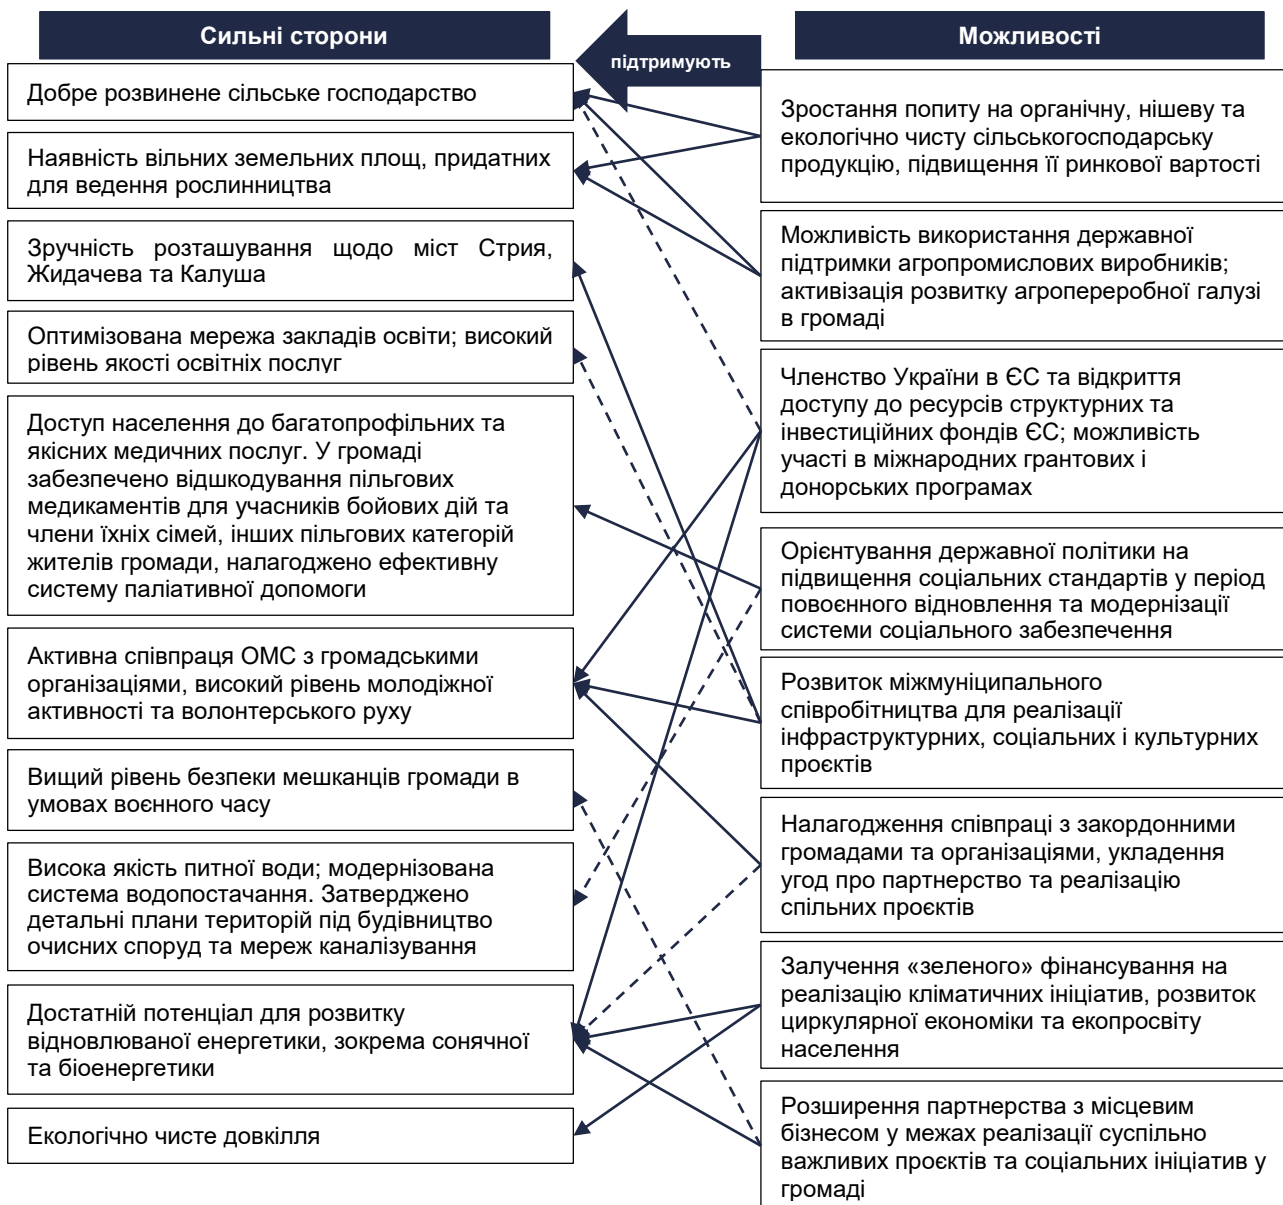 Сильні сторони
Добре розвинене сільське господарство
Наявність вільних земельних площ, придатних
для ведення рослинництва
Зручність розташування щодо міст Стрия,
Жидачева та Калуша
Оптимізована мережа закладів освіти; високий
рівень якості освітніх послуг
Доступ населення до багатопрофільних та
якісних медичних послуг. У громаді
забезпечено відшкодування пільгових
медикаментів для учасників бойових дій та
члени їхніх сімей, інших пільгових категорій
жителів громади, налагоджено ефективну
систему паліативної допомоги
Активна співпраця ОМС з громадськими
організаціями, високий рівень молодіжної
активності та волонтерського руху
Вищий рівень безпеки мешканців громади в
умовах воєнного часу
Висока якість питної води; модернізована
система водопостачання. Затверджено
детальні плани територій під будівництво
очисних споруд та мереж каналізування
Достатній потенціал для розвитку
відновлюваної енергетики, зокрема сонячної
та біоенергетики
Екологічно чисте довкілля
підтримують
Можливості
Зростання попиту на органічну, нішеву та
екологічно чисту сільськогосподарську
продукцію, підвищення її ринкової вартості
Можливість використання державної
підтримки агропромислових виробників;
активізація розвитку агропереробної галузі
в громаді
Членство України в ЄС та відкриття
доступу до ресурсів структурних та
інвестиційних фондів ЄС; можливість
участі в міжнародних грантових і
донорських програмах
Орієнтування державної політики на
підвищення соціальних стандартів у період
повоєнного відновлення та модернізації
системи соціального забезпечення
Розвиток міжмуніципального
співробітництва для реалізації
інфраструктурних, соціальних і культурних
проєктів
Налагодження співпраці з закордонними
громадами та організаціями, укладення
угод про партнерство та реалізацію
спільних проєктів
Залучення «зеленого» фінансування на
реалізацію кліматичних ініціатив, розвиток
циркулярної економіки та екопросвіту
населення
Розширення партнерства з місцевим
бізнесом у межах реалізації суспільно
важливих проєктів та соціальних ініціатив у
громаді